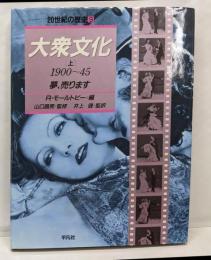 20世紀の歴史
大衆文化
上
1900〜45
夢、売ります
R・モールトビー・編
山口昌男・監修 井上 健・監訳
平凡社